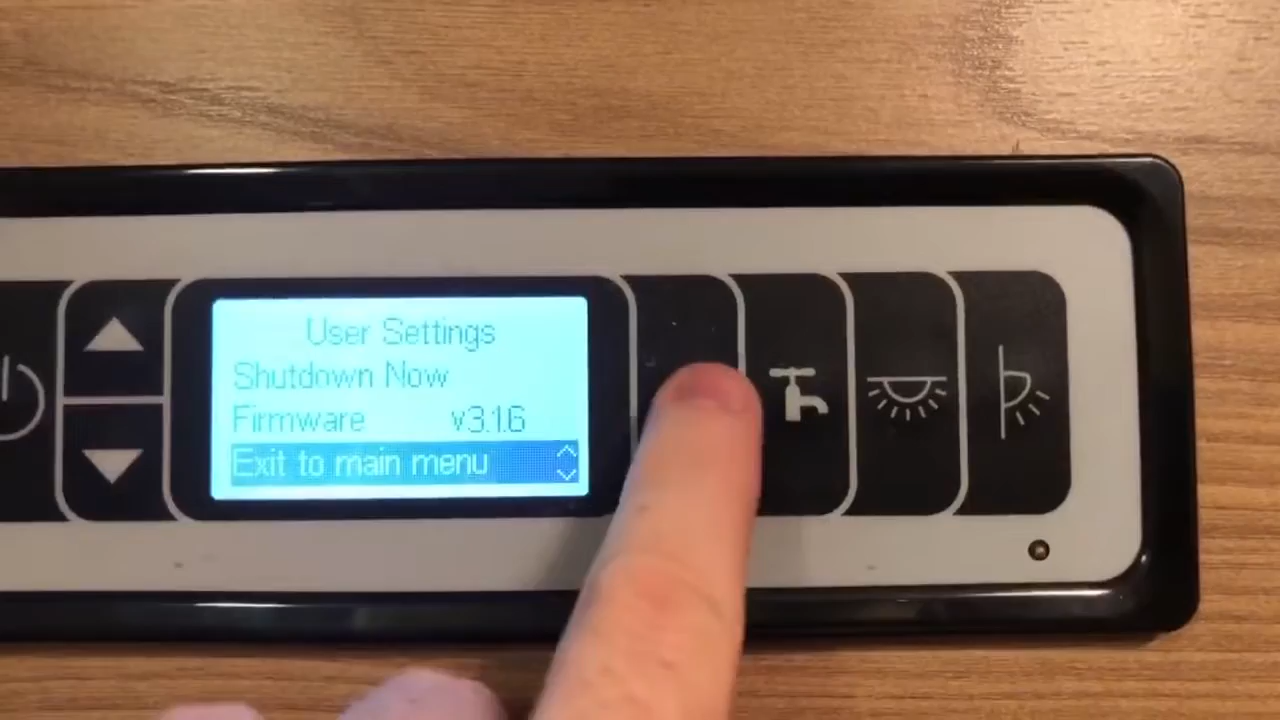 User Settings
Shutdown Now
Firmware v3.1.6
Exit to main menu